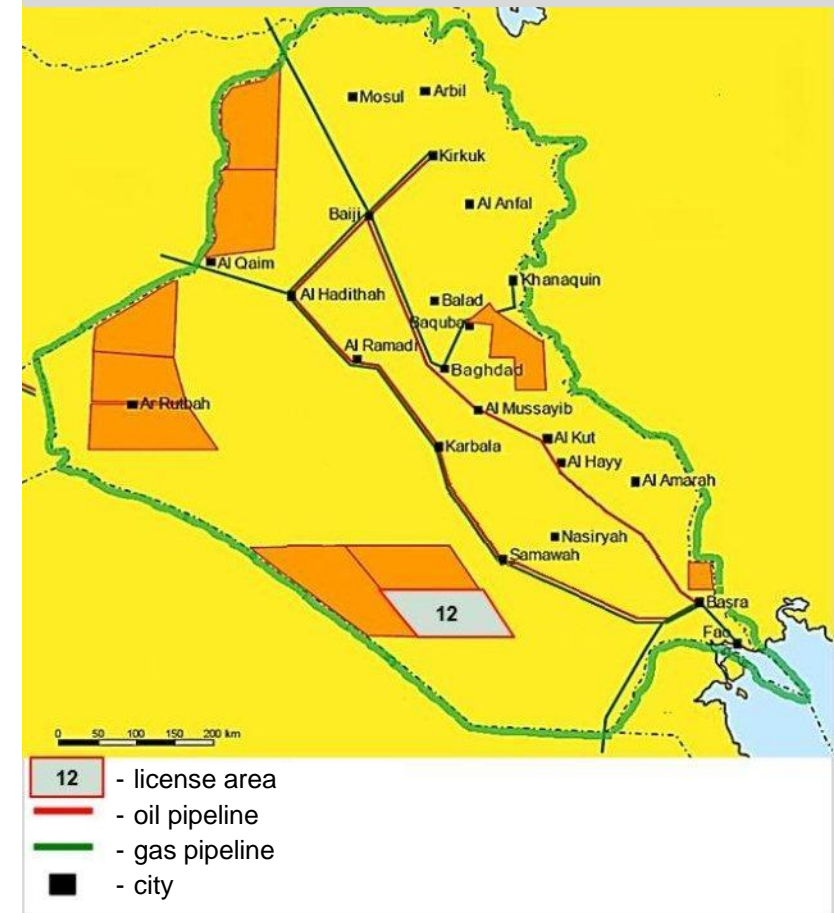 Mosul
Arbil
Kirkuk
Al Anfal
Baiji
Al Qaim
Khanaquin
Al Hadithah
Balad
Baquba
Al Ramadi
Baghdad
Ar Rutbah
Al Mussayib
Al Kut
Karbala
Al Hayy
Al Amarah
Nasiryah
Samawah
12
Basra
Fao
0 50 100 150 200 km
12 - license area
- oil pipeline
- gas pipeline
- city